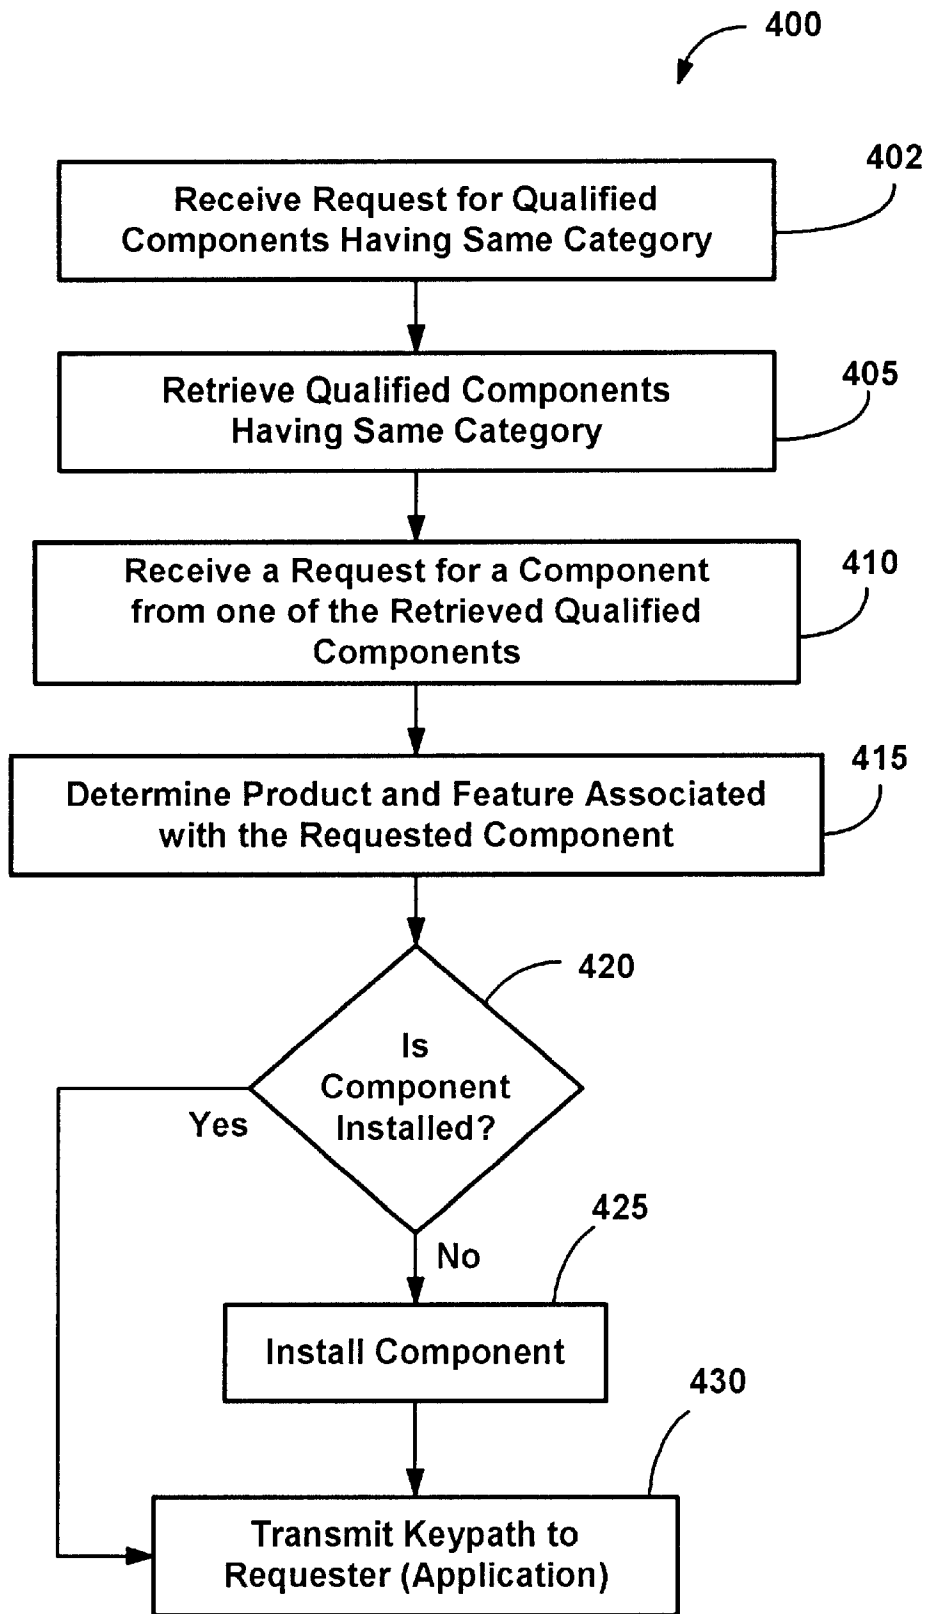 400
402
Receive Request for Qualified
Components Having Same Category
405
Retrieve Qualified Components
Having Same Category
410
Receive a Request for a Component
from one of the Retrieved Qualified
Components
415
Determine Product and Feature Associated
with the Requested Component
420
Is
Component
Installed?
Yes
No
425
Install Component
430
Transmit Keypath to
Requester (Application)